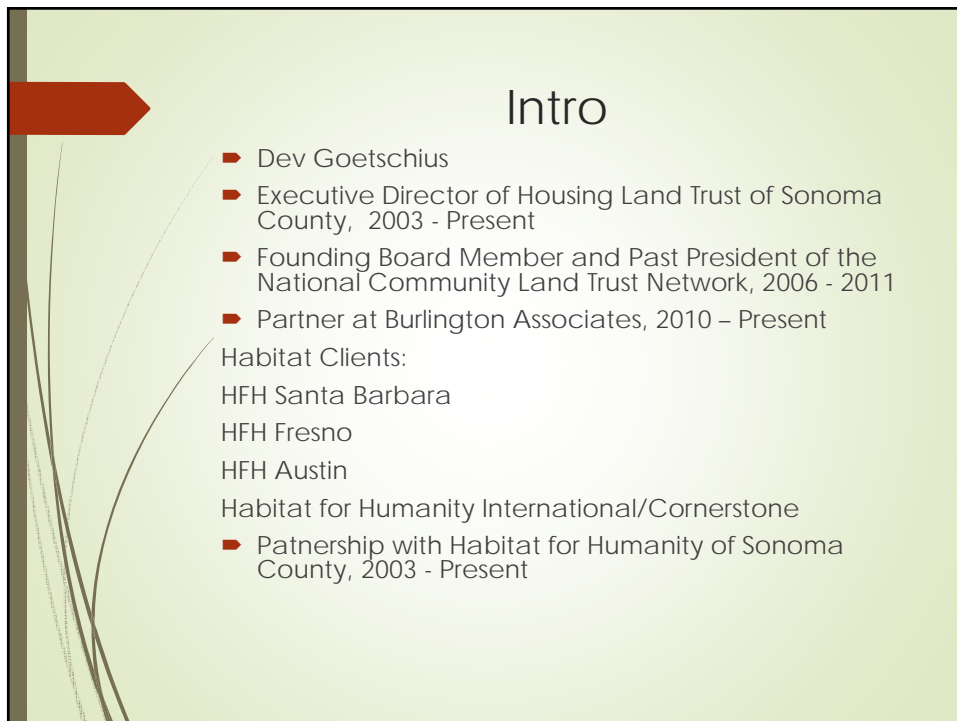 Intro
Dev Goetschius
Executive Director of Housing Land Trust of Sonoma
County, 2003 - Present
Founding Board Member and Past President of the
National Community Land Trust Network, 2006 - 2011
Partner at Burlington Associates, 2010 – Present
Habitat Clients:
HFH Santa Barbara
HFH Fresno
HFH Austin
Habitat for Humanity International/Cornerstone
Patnership with Habitat for Humanity of Sonoma
County, 2003 - Present